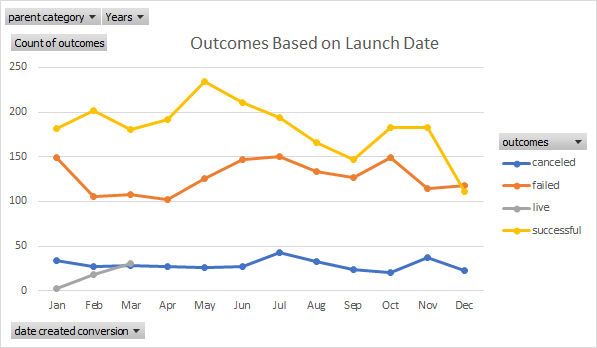 parent category Years
Count of outcomes
Outcomes Based on Launch Date
250
200
150
100
50
0
Jan Feb Mar Apr May Jun Jul Aug Sep Oct Nov Dec
outcomes
canceled
failed
live
successful
date created conversion